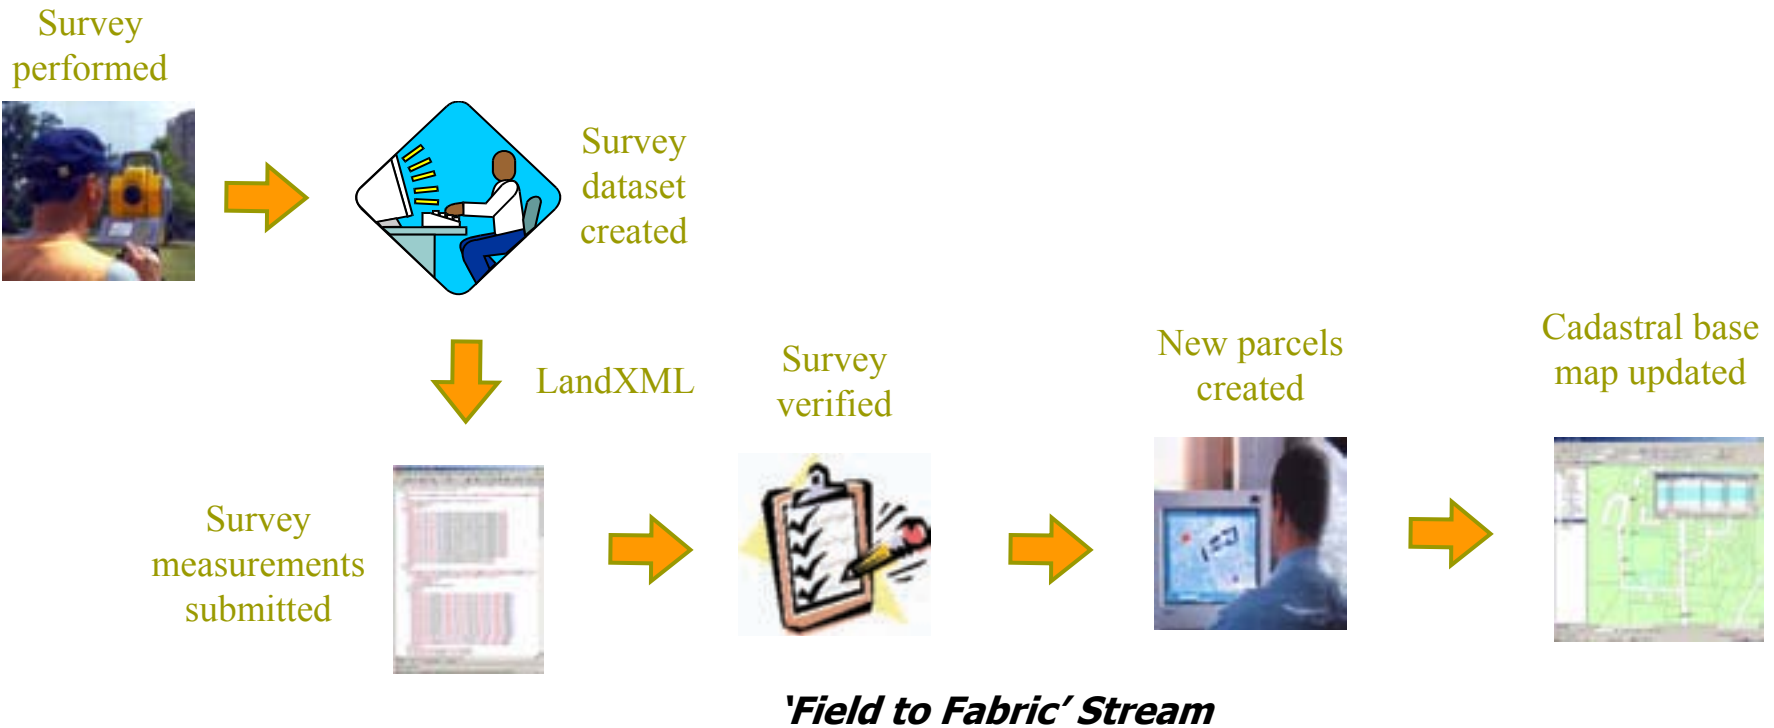 Survey
performed
Survey
dataset
created
LandXML
Survey
measurements
submitted
Survey
verified
New parcels
created
Cadastral base
map updated
‘Field to Fabric’ Stream